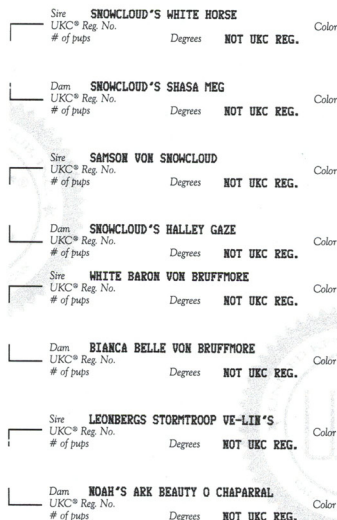 Sire SNOWCLOUD'S WHITE HORSE
UKC® Reg. No. Color
# of pups Degrees NOT UKC REG.
Dam SNOWCLOUD'S SHASA MEG
UKC® Reg. No. Color
# of pups Degrees NOT UKC REG.
Sire SAMSON VON SNOWCLOUD
UKC® Reg. No. Color
# of pups Degrees NOT UKC REG.
Dam SNOWCLOUD'S HALLEY GAZE
UKC® Reg. No. Color
# of pups Degrees NOT UKC REG.
Sire WHITE BARON VON BRUFFMORE
UKC® Reg. No. Color
# of pups Degrees NOT UKC REG.
Dam BIANCA BELLE VON BRUFFMORE
UKC® Reg. No. Color
# of pups Degrees NOT UKC REG.
Sire LEONBERGS STORMTROOP VE-LIN'S
UKC® Reg. No. Color
# of pups Degrees NOT UKC REG.
Dam NOAH'S ARK BEAUTY O CHAPARRAL
UKC® Reg. No. Color
# of pups Degrees NOT UKC REG.